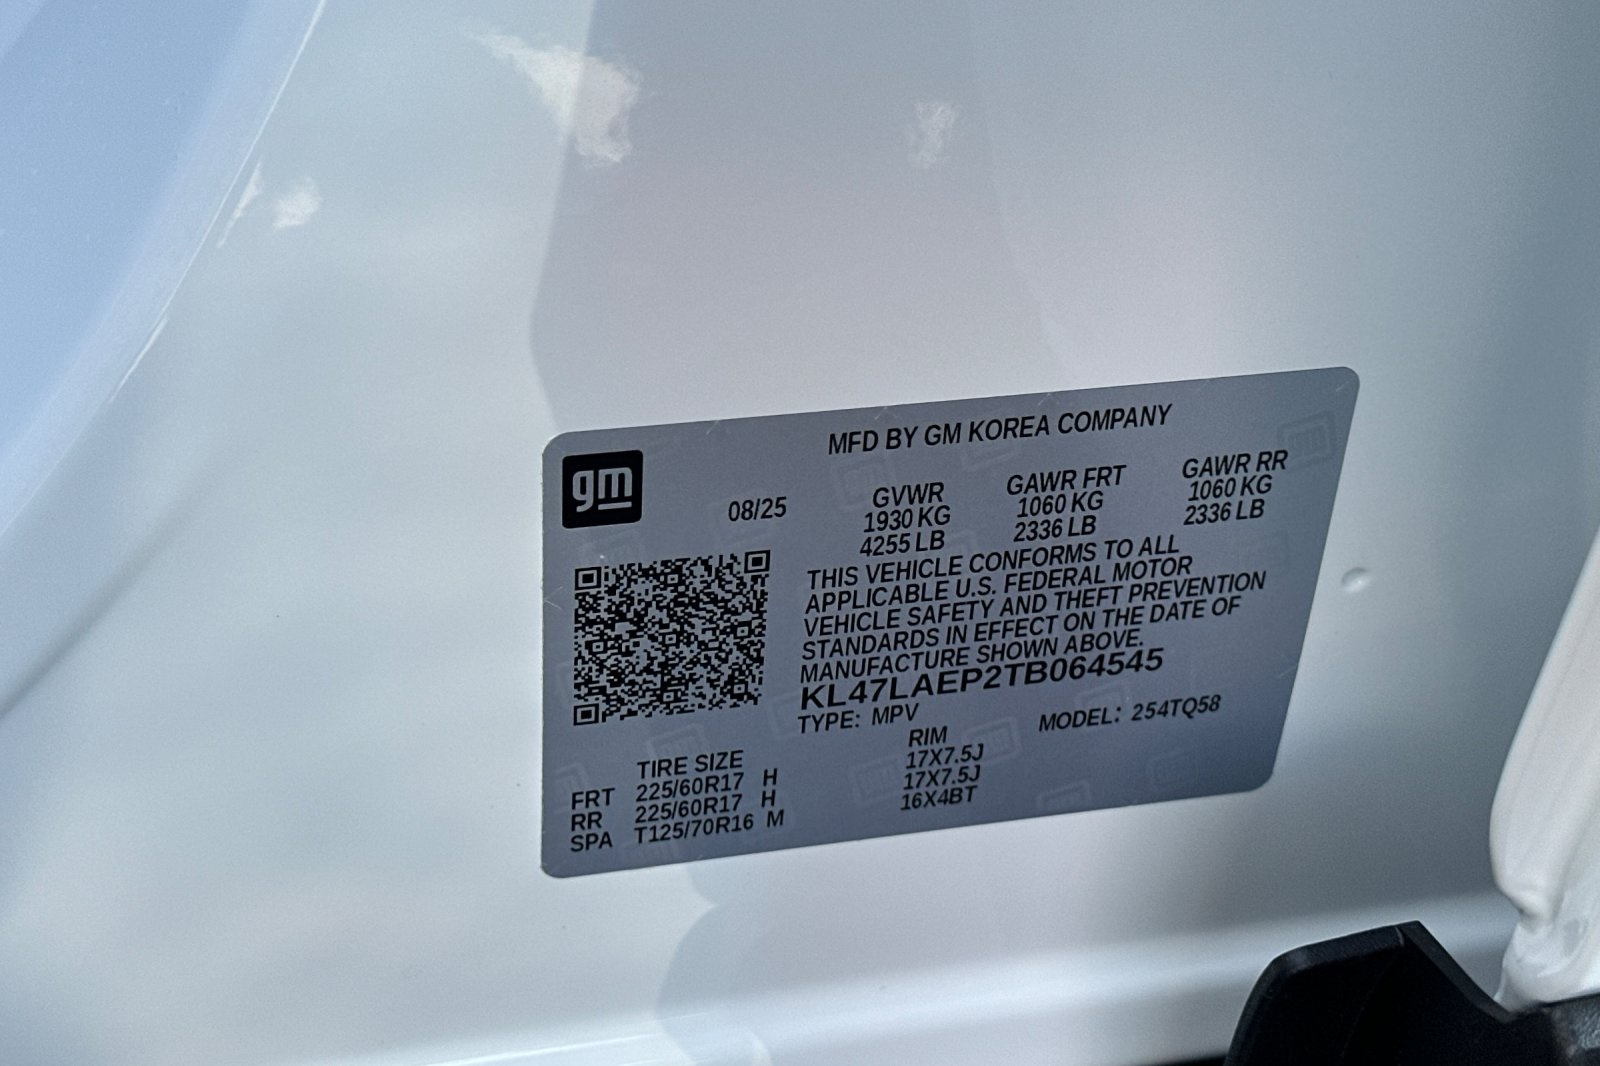 MFD BY GM KOREA COMPANY
gm
08/25
GVWR GAWR FRT GAWR RR
1930 KG 1060 KG 1060 KG
4255 LB 2336 LB 2336 LB
THIS VEHICLE CONFORMS TO ALL
APPLICABLE U.S. FEDERAL MOTOR
VEHICLE SAFETY AND THEFT PREVENTION
STANDARDS IN EFFECT ON THE DATE OF
MANUFACTURE SHOWN ABOVE.
KL47LAEP2TB064545
TYPE: MPV MODEL: 254TQ58
TIRE SIZE RIM
FRT 225/60R17 H 17X7.5J
RR 225/60R17 H 17X7.5J
SPA T125/70R16 M 16X4BT